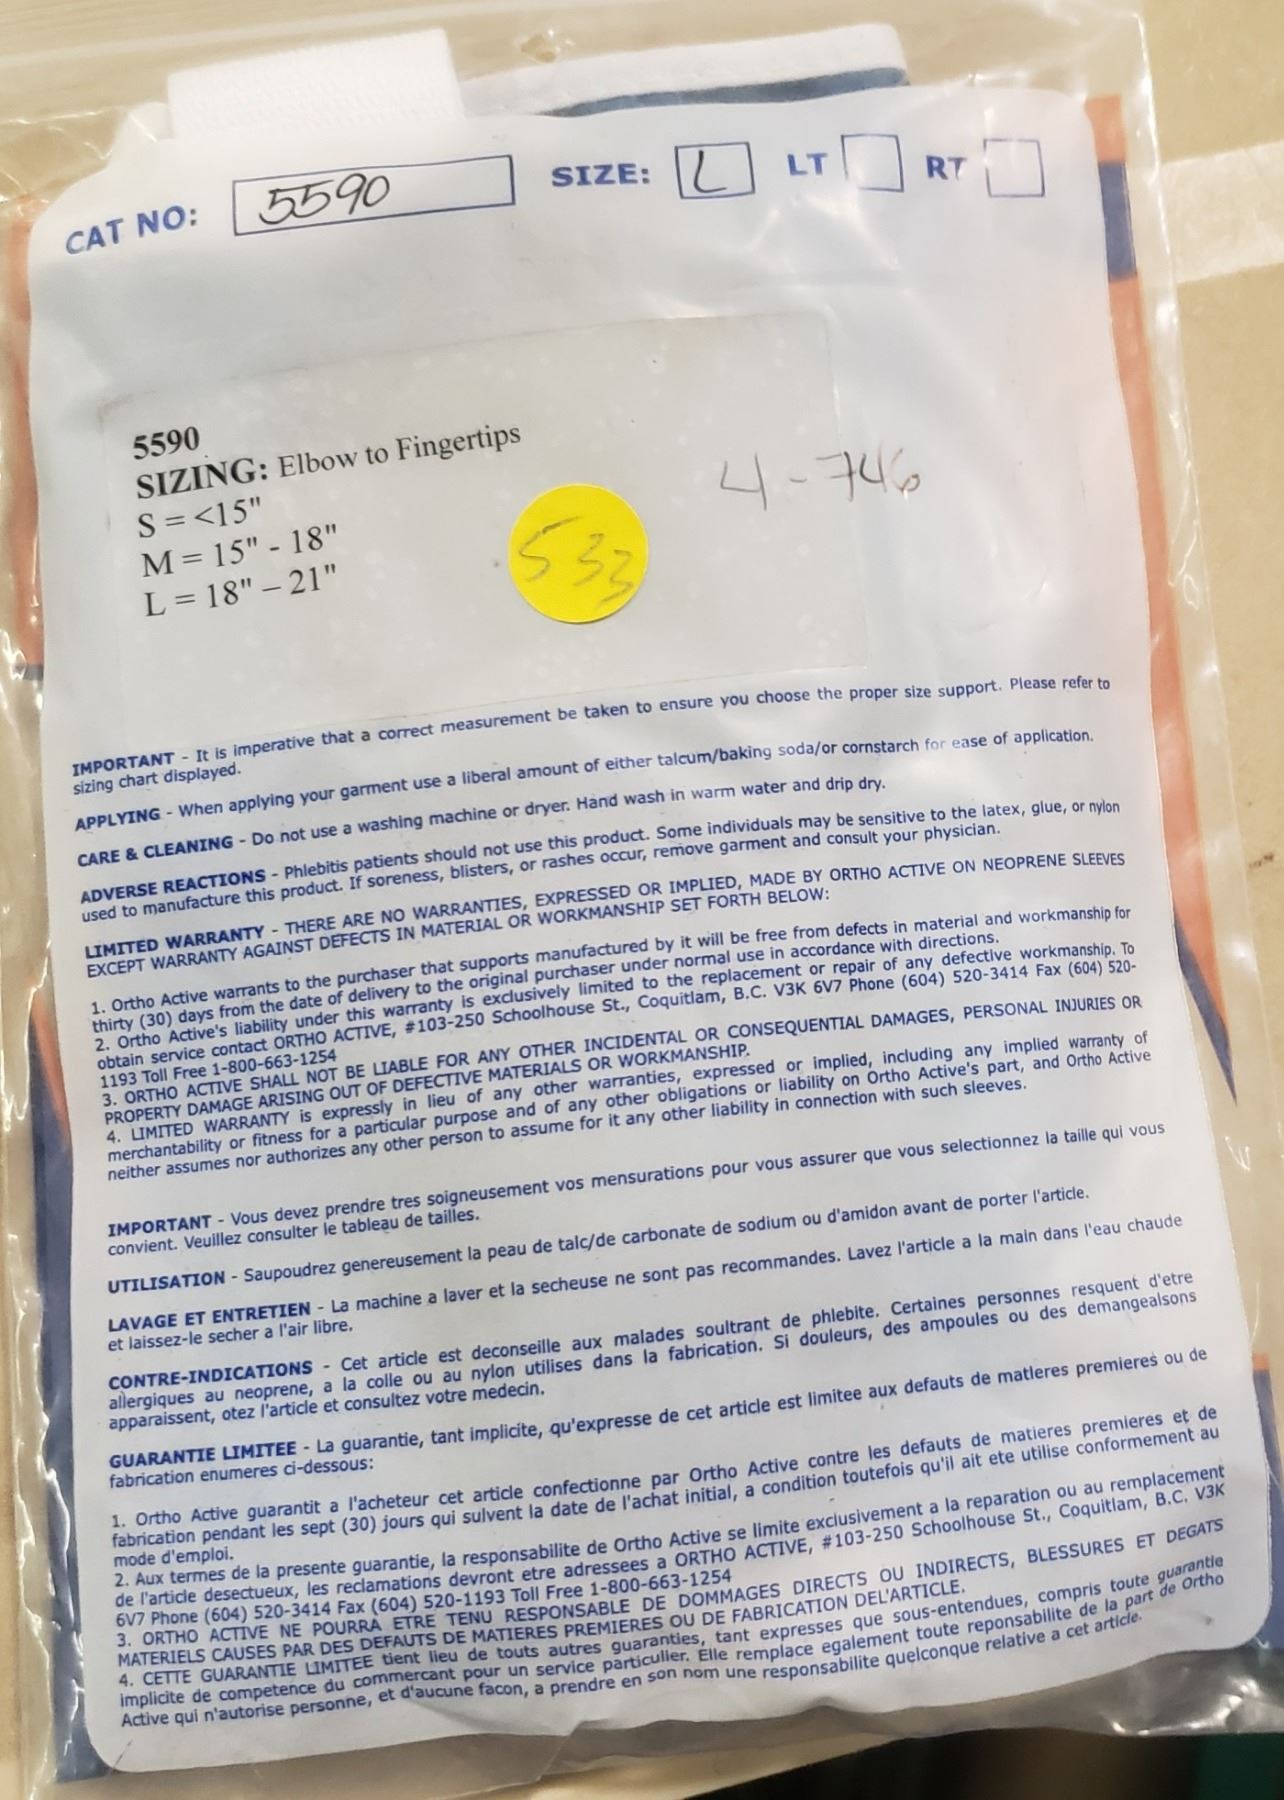 CAT NO: 5590 SIZE: L LT RT
5590
SIZING: Elbow to Fingertips
S = <15"
M = 15" - 18"
L = 18" – 21"
533
4-746
IMPORTANT - It is imperative that a correct measurement be taken to ensure you choose the proper size support. Please refer to
sizing chart displayed.
APPLYING - When applying your garment use a liberal amount of either talcum/baking soda/or cornstarch for ease of application.
CARE & CLEANING - Do not use a washing machine or dryer. Hand wash in warm water and drip dry.
ADVERSE REACTIONS - Phlebitis patients should not use this product. Some individuals may be sensitive to the latex, glue, or nylon
used to manufacture this product. If soreness, blisters, or rashes occur, remove garment and consult your physician.
LIMITED WARRANTY - THERE ARE NO WARRANTIES, EXPRESSED OR IMPLIED, MADE BY ORTHO ACTIVE ON NEOPRENE SLEEVES
EXCEPT WARRANTY AGAINST DEFECTS IN MATERIAL OR WORKMANSHIP SET FORTH BELOW:
1. Ortho Active warrants to the purchaser that supports manufactured by it will be free from defects in material and workmanship for
thirty (30) days from the date of delivery to the original purchaser under normal use in accordance with directions.
2. Ortho Active's liability under this warranty is exclusively limited to the replacement or repair of any defective workmanship. To
obtain service contact ORTHO ACTIVE, #103-250 Schoolhouse St., Coquitlam, B.C. V3K 6V7 Phone (604) 520-3414 Fax (604) 520-
1193 Toll Free 1-800-663-1254
3. ORTHO ACTIVE SHALL NOT BE LIABLE FOR ANY OTHER INCIDENTAL OR CONSEQUENTIAL DAMAGES, PERSONAL INJURIES OR
PROPERTY DAMAGE ARISING OUT OF DEFECTIVE MATERIALS OR WORKMANSHIP.
4. LIMITED WARRANTY is expressly in lieu of any other warranties, expressed or implied, including any implied warranty of
merchantability or fitness for a particular purpose and of any other obligations or liability on Ortho Active's part, and Ortho Active
neither assumes nor authorizes any other person to assume for it any other liability in connection with such sleeves.
IMPORTANT - Vous devez prendre tres soigneusement vos mensurations pour vous assurer que vous selectionnez la taille qui vous
convient. Veuillez consulter le tableau de tailles.
UTILISATION - Saupoudrez genereusement la peau de talc/de carbonate de sodium ou d'amidon avant de porter l'article.
LAVAGE ET ENTRETIEN - La machine a laver et la secheuse ne sont pas recommandes. Lavez l'article a la main dans l'eau chaude
et laissez-le secher a l'air libre.
CONTRE-INDICATIONS - Cet article est deconseille aux malades soultrant de phlebite. Certaines personnes resquent d'etre
allergiques au neoprene, a la colle ou au nylon utilises dans la fabrication. Si douleurs, des ampoules ou des demangealsons
apparaissent, otez l'article et consultez votre medecin.
GUARANTIE LIMITEE - La guarantie, tant implicite, qu'expresse de cet article est limitee aux defauts de matleres premieres ou de
fabrication enumeres ci-dessous:
1. Ortho Active guarantit a l'acheteur cet article confectionne par Ortho Active contre les defauts de matieres premieres et de
fabrication pendant les sept (30) jours qui sulvent la date de l'achat initial, a condition toutefois qu'il ait ete utilise conformement au
mode d'emploi.
2. Aux termes de la presente guarantie, la responsabilite de Ortho Active se limite exclusivement a la reparation ou au remplacement
de l'article desectueux, les reclamations devront etre adressees a ORTHO ACTIVE, #103-250 Schoolhouse St., Coquitlam, B.C. V3K
6V7 Phone (604) 520-3414 Fax (604) 520-1193 Toll Free 1-800-663-1254
3. ORTHO ACTIVE NE POURRA ETRE TENU RESPONSABLE DE DOMMAGES DIRECTS OU INDIRECTS, BLESSURES ET DEGATS
MATERIELS CAUSES PAR DES DEFAUTS DE MATIERES PREMIERES OU DE FABRICATION DEL'ARTICLE.
4. CETTE GUARANTIE LIMITEE tient lieu de touts autres guaranties, tant expresses que sous-entendues, compris toute guarantie
implicite de competence du commercant pour un service particulier. Elle remplace egalement toute reponsabilite de la part de Ortho
Active qui n'autorise personne, et d'aucune facon, a prendre en son nom une responsabilite quelconque relative a cet article.